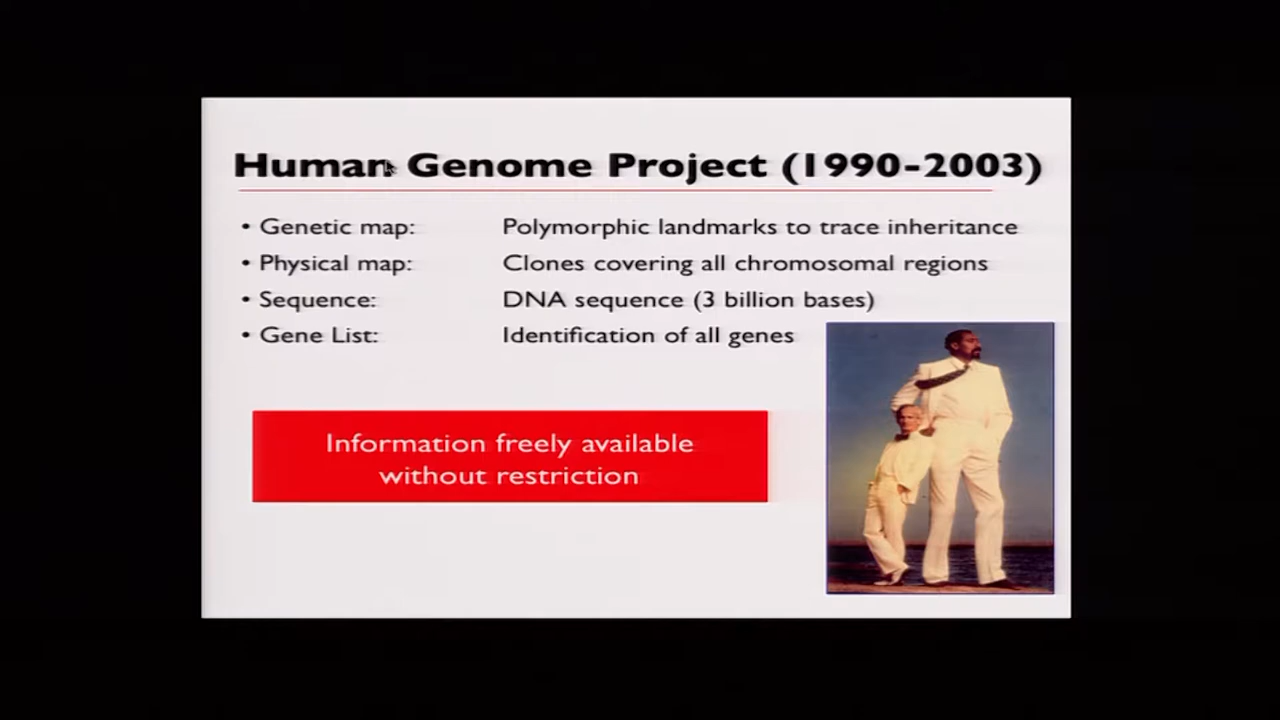 Human Genome Project (1990-2003)
• Genetic map: Polymorphic landmarks to trace inheritance
• Physical map: Clones covering all chromosomal regions
• Sequence: DNA sequence (3 billion bases)
• Gene List: Identification of all genes
Information freely available
without restriction